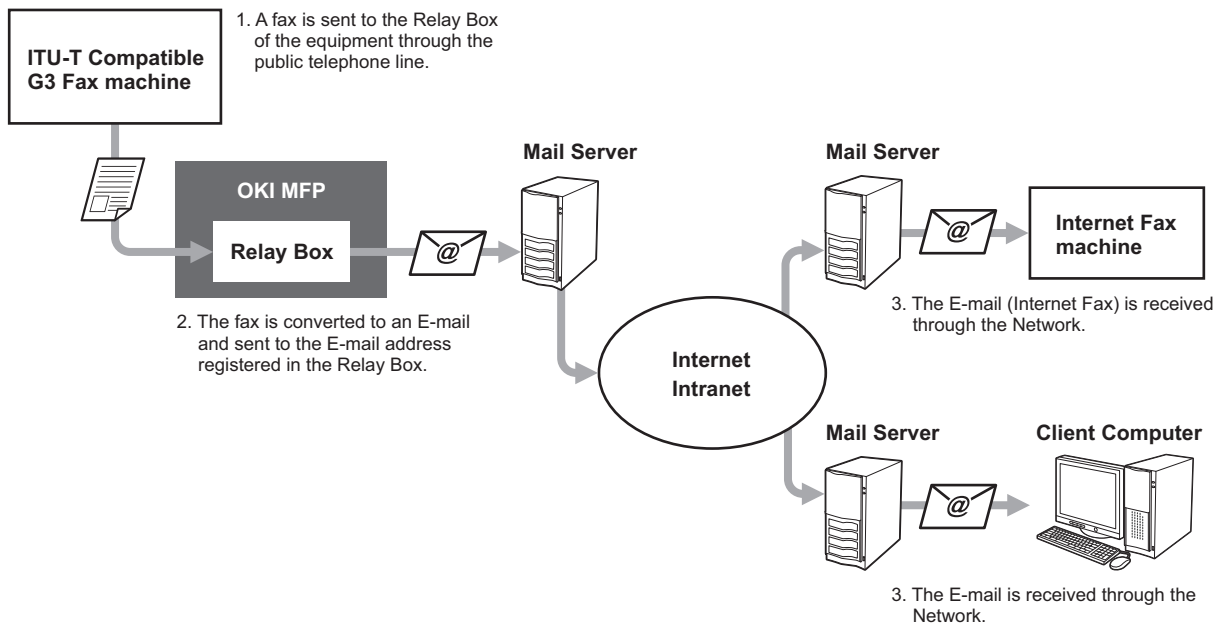 ITU-T Compatible
G3 Fax machine
1. A fax is sent to the Relay Box
of the equipment through the
public telephone line.
OKI MFP
Relay Box
@
Mail Server
2. The fax is converted to an E-mail
and sent to the E-mail address
registered in the Relay Box.
Internet
Intranet
Mail Server
@
Internet Fax
machine
3. The E-mail (Internet Fax) is received
through the Network.
Mail Server
@
Client Computer
3. The E-mail is received through the
Network.